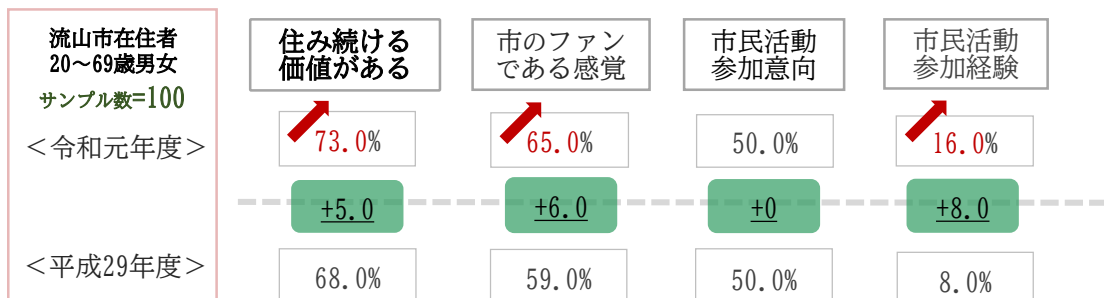 流山市在住者
20～69歳男女
サンプル数=100
住み続ける
価値がある
市のファン
である感覚
市民活動
参加意向
市民活動
参加経験
＜令和元年度＞
73.0%
65.0%
50.0%
16.0%
+5.0
+6.0
+0
+8.0
＜平成29年度＞
68.0%
59.0%
50.0%
8.0%